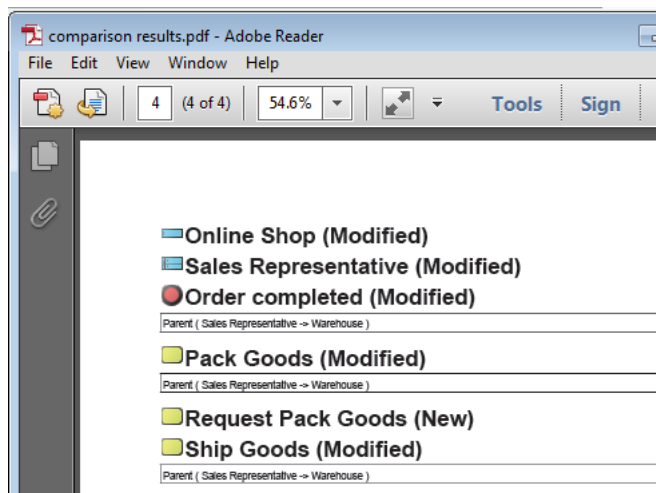 comparison results.pdf - Adobe Reader
File Edit View Window Help
4 (4 of 4) 54.6% Tools Sign
Online Shop (Modified)
Sales Representative (Modified)
Order completed (Modified)
Parent ( Sales Representative -> Warehouse )
Pack Goods (Modified)
Parent ( Sales Representative -> Warehouse )
Request Pack Goods (New)
Ship Goods (Modified)
Parent ( Sales Representative -> Warehouse )